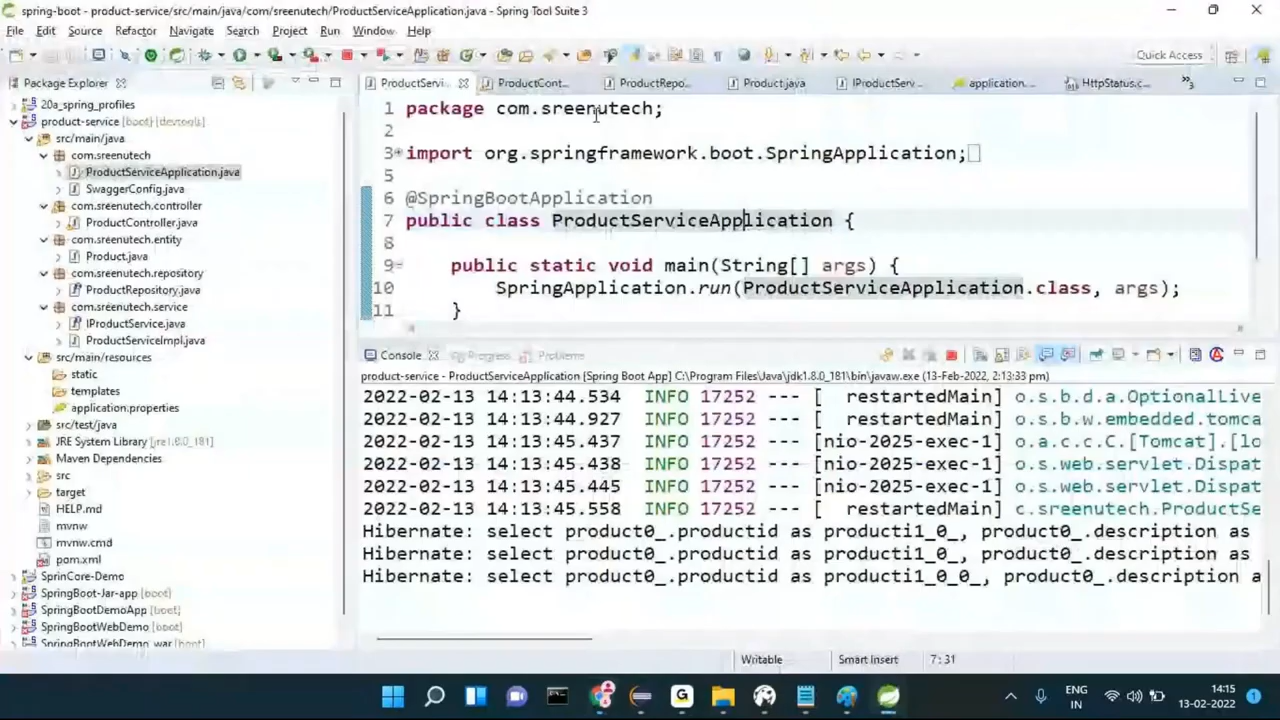 spring-boot - product-service/src/main/java/com/sreenutech/ProductServiceApplication.java - Spring Tool Suite 3
File Edit Source Refactor Navigate Search Project Run Window Help
Quick Access
Package Explorer
20a_spring_profiles
product-service [boot] [devtools]
src/main/java
com.sreenutech
ProductServiceApplication.java
SwaggerConfig.java
com.sreenutech.controller
ProductController.java
com.sreenutech.entity
Product.java
com.sreenutech.repository
ProductRepository.java
com.sreenutech.service
IProductService.java
ProductServiceImpl.java
src/main/resources
static
templates
application.properties
src/test/java
JRE System Library [jre1.8.0_181]
Maven Dependencies
src
target
HELP.md
mvnw
mvnw.cmd
pom.xml
SprinCore-Demo
SpringBoot-Jar-app [boot]
SpringBootDemoApp [boot]
SpringBootWebDemo [boot]
SpringBootWebDemo_war [boot]
ProductServi... ProductCont... ProductRepo... Product.java IProductServ... application.... HttpStatus.c...
1 package com.sreenutech;
2
3 import org.springframework.boot.SpringApplication;
5
6 @SpringBootApplication
7 public class ProductServiceApplication {
8
9 public static void main(String[] args) {
10 SpringApplication.run(ProductServiceApplication.class, args);
11 }
Console Progress Problems
product-service - ProductServiceApplication [Spring Boot App] C:\Program Files\Java\jdk1.8.0_181\bin\javaw.exe (13-Feb-2022, 2:13:33 pm)
2022-02-13 14:13:44.534 INFO 17252 --- [ restartedMain] o.s.b.d.a.OptionalLive
2022-02-13 14:13:44.927 INFO 17252 --- [ restartedMain] o.s.b.w.embedded.tomca
2022-02-13 14:13:45.437 INFO 17252 --- [nio-2025-exec-1] o.a.c.c.C.[Tomcat].[lo
2022-02-13 14:13:45.438 INFO 17252 --- [nio-2025-exec-1] o.s.web.servlet.Dispat
2022-02-13 14:13:45.445 INFO 17252 --- [nio-2025-exec-1] o.s.web.servlet.Dispat
2022-02-13 14:13:45.558 INFO 17252 --- [ restartedMain] c.sreenutech.ProductSe
Hibernate: select product0_.productid as producti1_0_, product0_.description as
Hibernate: select product0_.productid as producti1_0_, product0_.description as
Hibernate: select product0_.productid as producti1_0_0_, product0_.description a
Writable Smart Insert 7 : 31
ENG
IN
14:15
13-02-2022